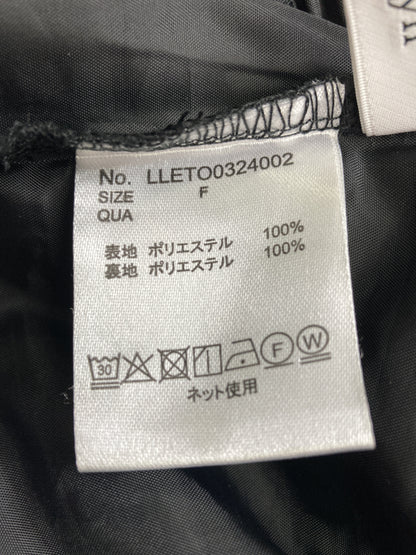 No. LLETO0324002
SIZE F
QUA
表地 ポリエステル 100%
裏地 ポリエステル 100%
30 F W
ネット使用